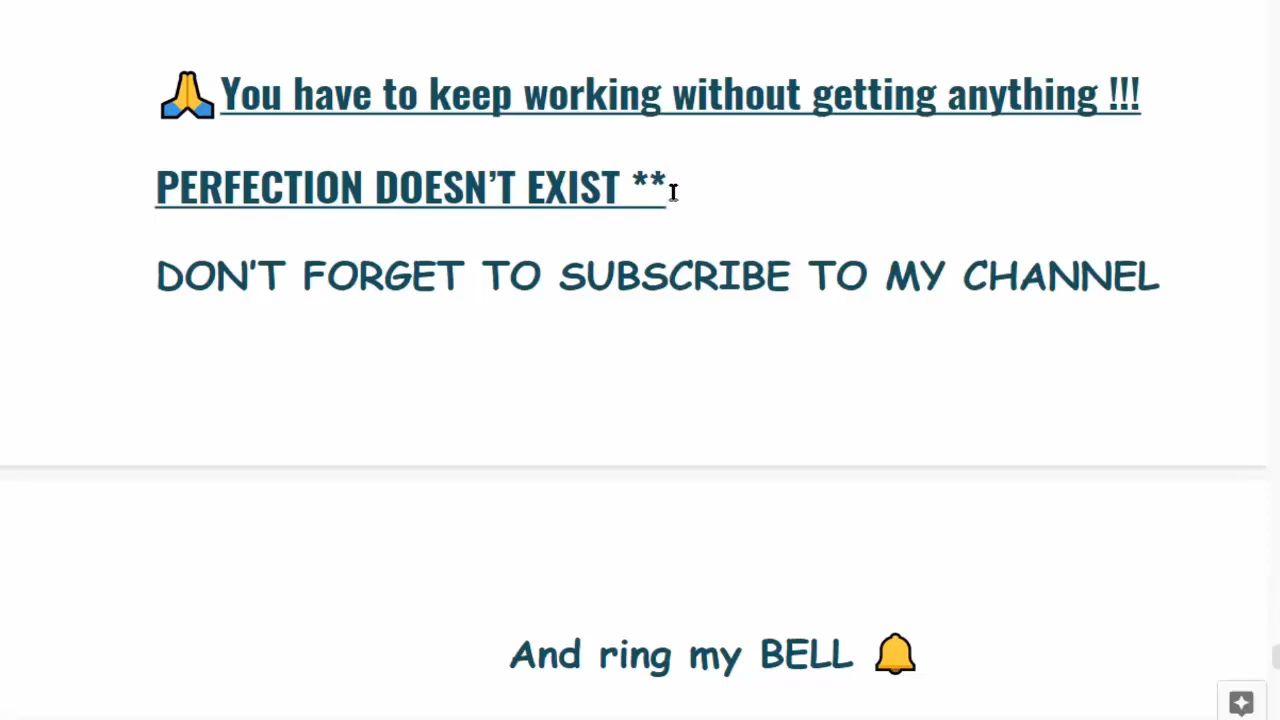 🙏You have to keep working without getting anything !!!
PERFECTION DOESN’T EXIST **
DON’T FORGET TO SUBSCRIBE TO MY CHANNEL
And ring my BELL 🔔